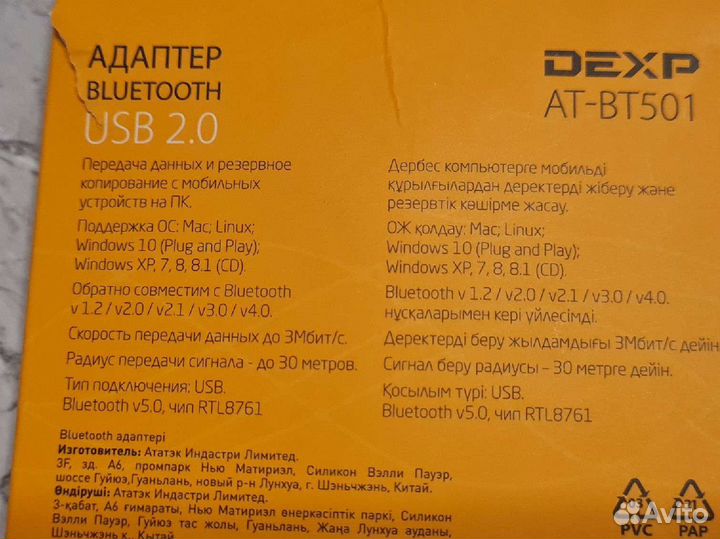 АДАПТЕР
BLUETOOTH
USB 2.0
Передача данных и резервное
копирование с мобильных
устройств на ПК.
Поддержка ОС: Mac; Linux;
Windows 10 (Plug and Play);
Windows XP, 7, 8, 8.1 (CD).
Обратно совместим с Bluetooth
v 1.2 / v2.0 / v2.1 / v3.0 / v4.0.
Скорость передачи данных до 3Мбит/с.
Радиус передачи сигнала - до 30 метров.
Тип подключения: USB.
Bluetooth v5.0, чип RTL8761
DEXP
AT-BT501
Дербес компьютерге мобильді
құрылғылардан деректерді жіберу және
резервтік көшірме жасау.
ОЖ қолдау: Mac; Linux;
Windows 10 (Plug and Play);
Windows XP, 7, 8, 8.1 (CD).
Bluetooth v 1.2 / v2.0 / v2.1 / v3.0 / v4.0.
нұсқаларымен кері үйлесімді.
Деректерді беру жылдамдығы 3Мбит/с дейін
Сигнал беру радиусы – 30 метрге дейін.
Қосылым түрі: USB.
Bluetooth v5.0, чип RTL8761
Bluetooth адаптері
Изготовитель: Ататэк Индастри Лимитед.
3F, зд. А6, промпарк Нью Матириэл, Силикон Вэлли Пауэр,
шоссе Гуйюэ,Гуаньлань, новый р-н Лунхуа, г. Шэньчжэнь, Китай.
Өндіруші: Ататэк Индастри Лимитед.
3-қабат, А6 ғимараты, Нью Матириэл өнеркәсіптік паркі, Силикон
Вэлли Пауэр, Гуйюэ тас жолы, Гуаньлань, Жаңа Лунхуа ауданы,
Шэньчжэнь қ., Қытай
03
PVC
21
PAP
Avito